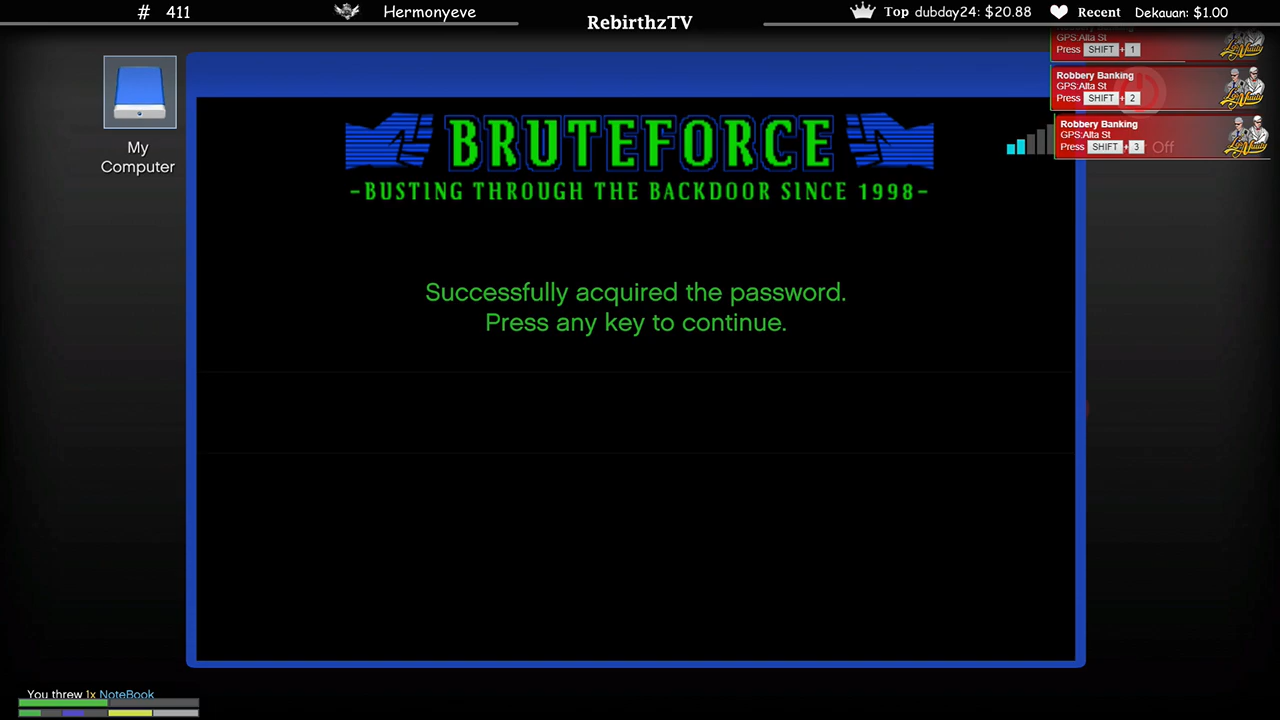 # 411
Hermonyeve
RebirthzTV
Top dubday24: $20.88
Recent Dekauan: $1.00
GPS:Alta St
Press SHIFT + 1
Robbery Banking
GPS:Alta St
Press SHIFT + 2
Robbery Banking
GPS:Alta St
Press SHIFT + 3
Off
My
Computer
BRUTEFORCE
-BUSTING THROUGH THE BACKDOOR SINCE 1998-
Successfully acquired the password.
Press any key to continue.
You threw 1x NoteBook